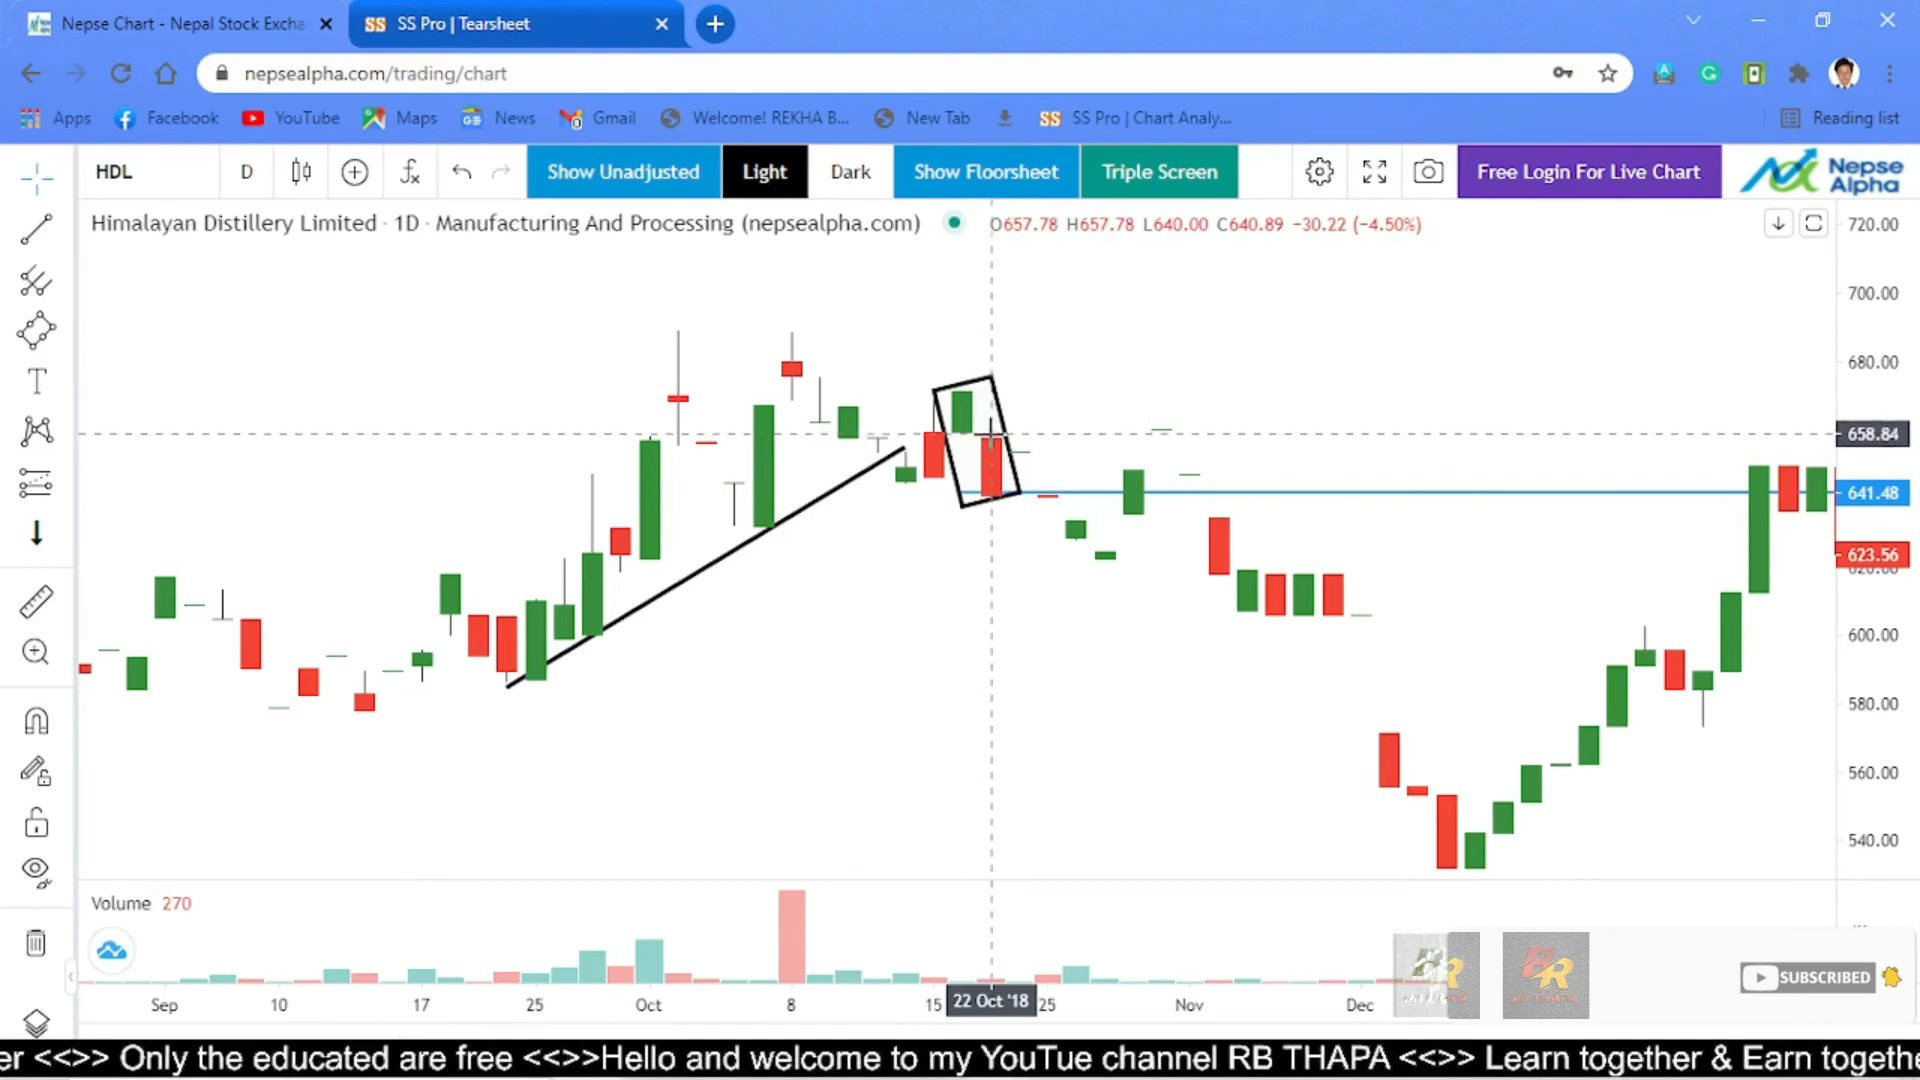 Nepse Chart - Nepal Stock Excha
SS SS Pro | Tearsheet
nepsealpha.com/trading/chart
Apps Facebook YouTube Maps News Gmail Welcome! REKHA B... New Tab SS SS Pro | Chart Analy... Reading list
HDL D Show Unadjusted Light Dark Show Floorsheet Triple Screen Free Login For Live Chart Nepse Alpha
Himalayan Distillery Limited · 1D · Manufacturing And Processing (nepsealpha.com) O657.78 H657.78 L640.00 C640.89 −30.22 (−4.50%)
720.00
700.00
680.00
658.84
641.48
623.56
620.00
600.00
580.00
560.00
540.00
Volume 270
SUBSCRIBED
Sep 10 17 25 Oct 8 15 22 Oct '18 25 Nov Dec
er <<>> Only the educated are free <<>>Hello and welcome to my YouTue channel RB THAPA <<>> Learn together & Earn togethe